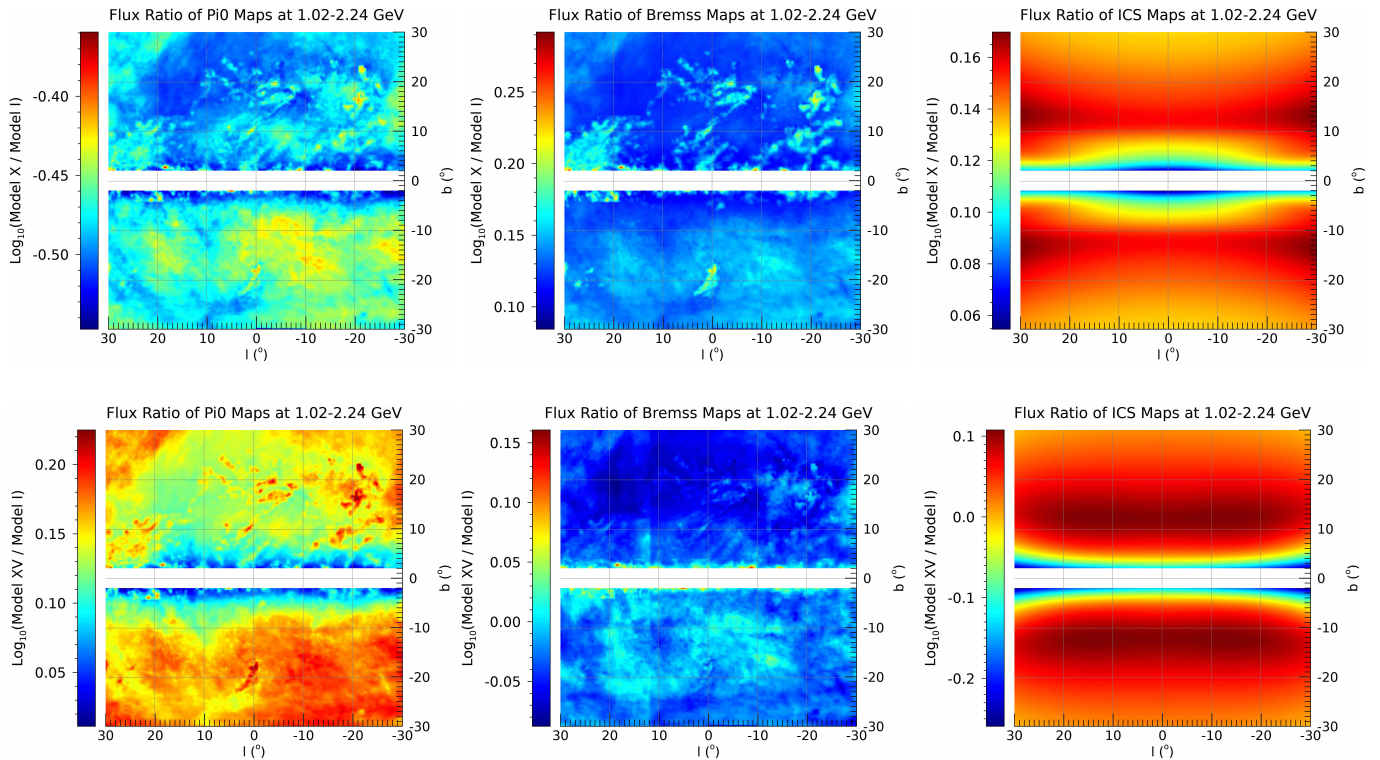 Flux Ratio of Pi0 Maps at 1.02-2.24 GeV
Log10(Model X / Model I)
-0.40
-0.45
-0.50
30
20
10
0
-10
-20
-30
b (o)
30 20 10 0 -10 -20 -30
l (o)
Flux Ratio of Bremss Maps at 1.02-2.24 GeV
Log10(Model X / Model I)
0.25
0.20
0.15
0.10
30
20
10
0
-10
-20
-30
b (o)
30 20 10 0 -10 -20 -30
l (o)
Flux Ratio of ICS Maps at 1.02-2.24 GeV
Log10(Model X / Model I)
0.16
0.14
0.12
0.10
0.08
0.06
30
20
10
0
-10
-20
-30
b (o)
30 20 10 0 -10 -20 -30
l (o)
Flux Ratio of Pi0 Maps at 1.02-2.24 GeV
Log10(Model XV / Model I)
0.20
0.15
0.10
0.05
30
20
10
0
-10
-20
-30
b (o)
30 20 10 0 -10 -20 -30
l (o)
Flux Ratio of Bremss Maps at 1.02-2.24 GeV
Log10(Model XV / Model I)
0.15
0.10
0.05
0.00
-0.05
30
20
10
0
-10
-20
-30
b (o)
30 20 10 0 -10 -20 -30
l (o)
Flux Ratio of ICS Maps at 1.02-2.24 GeV
Log10(Model XV / Model I)
0.1
0.0
-0.1
-0.2
30
20
10
0
-10
-20
-30
b (o)
30 20 10 0 -10 -20 -30
l (o)